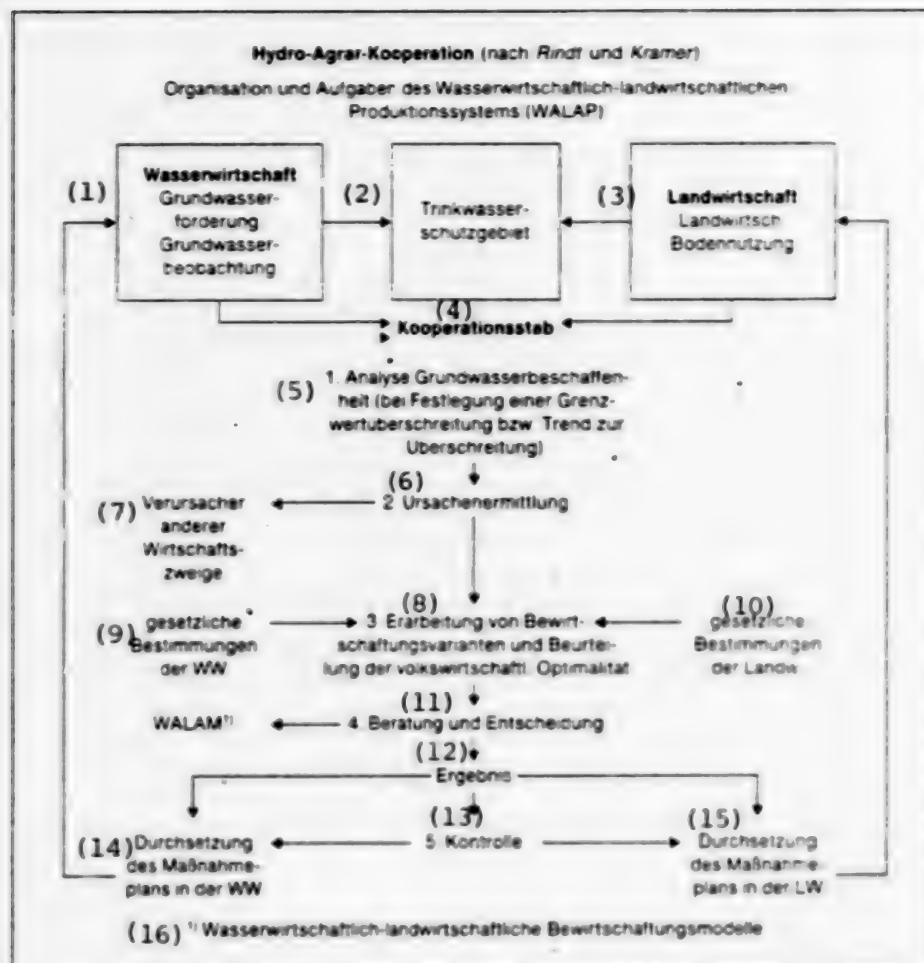 Hydro-Agrar-Kooperation (nach Rindt und Kramer)
Organisation und Aufgaben des Wasserwirtschaftlich-landwirtschaftlichen
Produktionssystems (WALAP)
(1)
Wasserwirtschaft
Grundwasser-
forderung
Grundwasser-
beobachtung
(2)
Trinkwasser-
schutzgebiet
(3)
Landwirtschaft
Landwirtsch
Bodennutzung
(4)
Kooperationsstab
(5) 1. Analyse Grundwasserbeschaffen-
heit (bei Festlegung einer Grenz-
wertuberschreitung bzw. Trend zur
Uberschreitung)
(6)
2 Ursachenermittlung
(7) Verursacher
anderer
Wirtschafts-
zweige
(8)
3 Erarbeitung von Bewirt-
schaftungsvarianten und Beurtei-
lung der volkswirtschaftl. Optimalitat
(9) gesetzliche
Bestimmungen
der WW
(10)
gesetzliche
Bestimmungen
der Landw
(11)
4. Beratung und Entscheidung
WALAM¹⁾
(12)
Ergebnis
(13)
5. Kontrolle
(14) Durchsetzung
des Maßnahme-
plans in der WW
(15)
Durchsetzung
des Maßnahme-
plans in der LW
(16) ¹⁾ Wasserwirtschaftlich-landwirtschaftliche Bewirtschaftungsmodelle